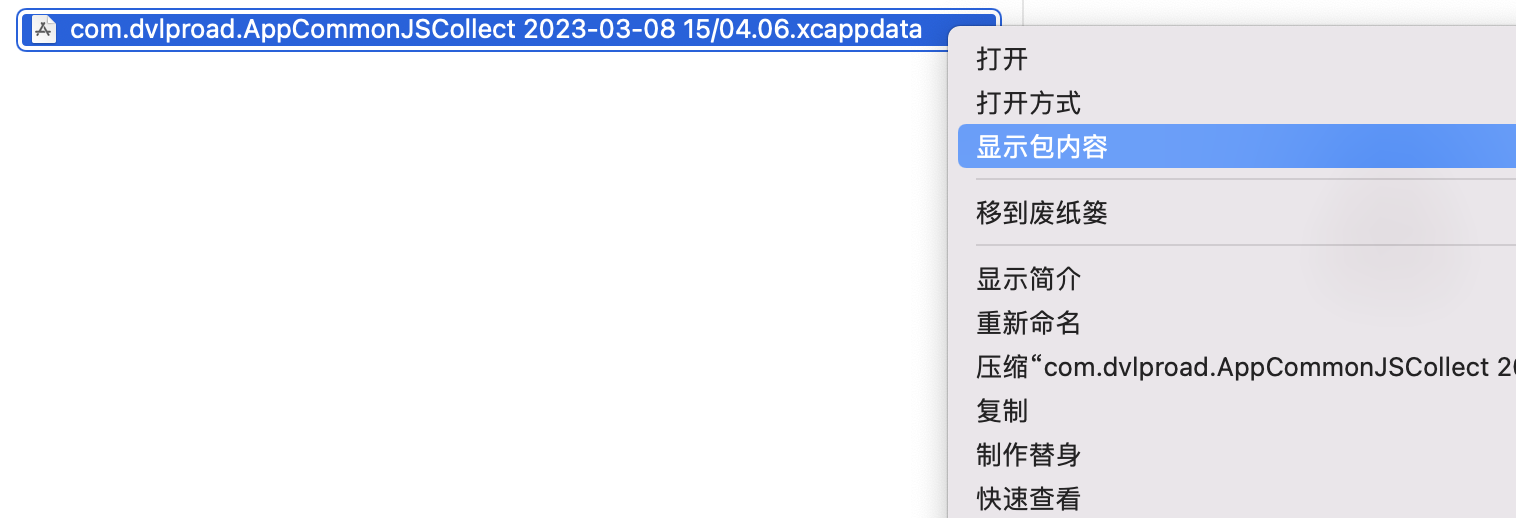 com.dvlproad.AppCommonJSCollect 2023-03-08 15/04.06.xcappdata
打开
打开方式
显示包内容
移到废纸篓
显示简介
重新命名
压缩“com.dvlproad.AppCommonJSCollect 20
复制
制作替身
快速查看